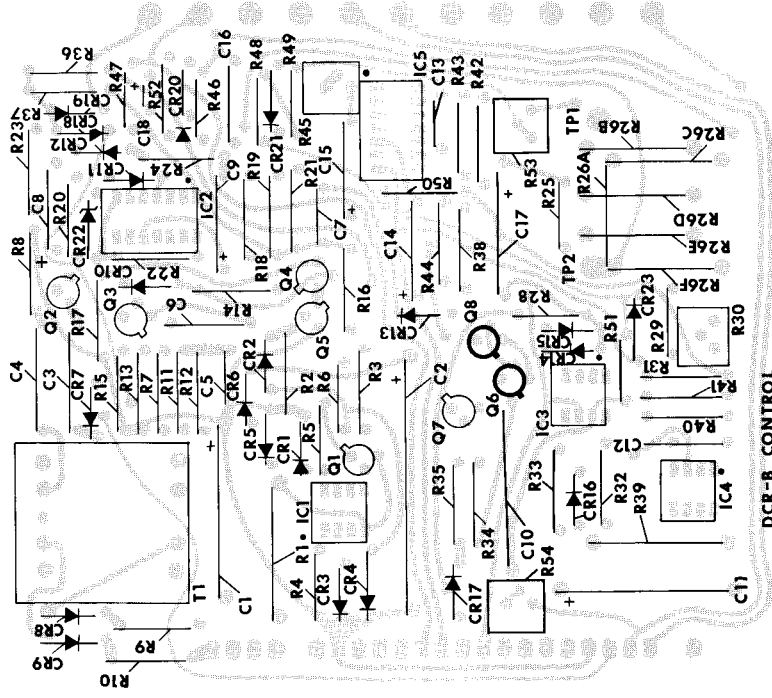 R36
R37
CR19
CR18
CR12
R23
R47
C18
R52
CR20
R46
C16
R48
R49
CR21
R45
IC5
C13
R43
R42
TP1
R26B
R26C
R53
R26A
R25
R26D
R26E
R26F
TP2
C8
R20
CR11
R24
C9
R19
R21
C15
R50
C17
R8
CR22
IC2
R18
C7
C14
R44
R38
CR10
R22
Q4
Q2
Q3
C6
R14
R16
Q5
CR13
Q8
R28
R51
CR23
R29
R30
R17
CR15
CR14
R31
R41
R40
C4
C3
CR7
R15
R13
R7
R11
R12
C5
CR6
CR2
R2
R6
R3
C2
Q6
Q7
IC3
C12
CR5
CR1
R5
Q1
R35
R33
CR16
R32
R39
IC4
IC1
R34
C10
R54
T1
C1
R1
R4
CR3
CR4
CR17
C11
CR8
CR9
R9
R10
DCR-B CONTROL